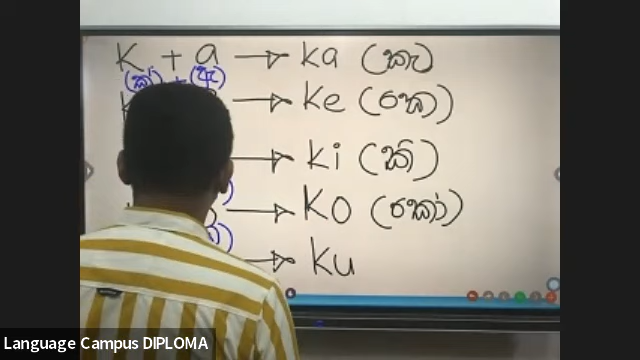 K + a → ka (කැ)
(ක්) + (ඇ)
→ ke (කෙ)
→ ki (කි)
→ Ko (කො)
→ Ku
Language Campus DIPLOMA